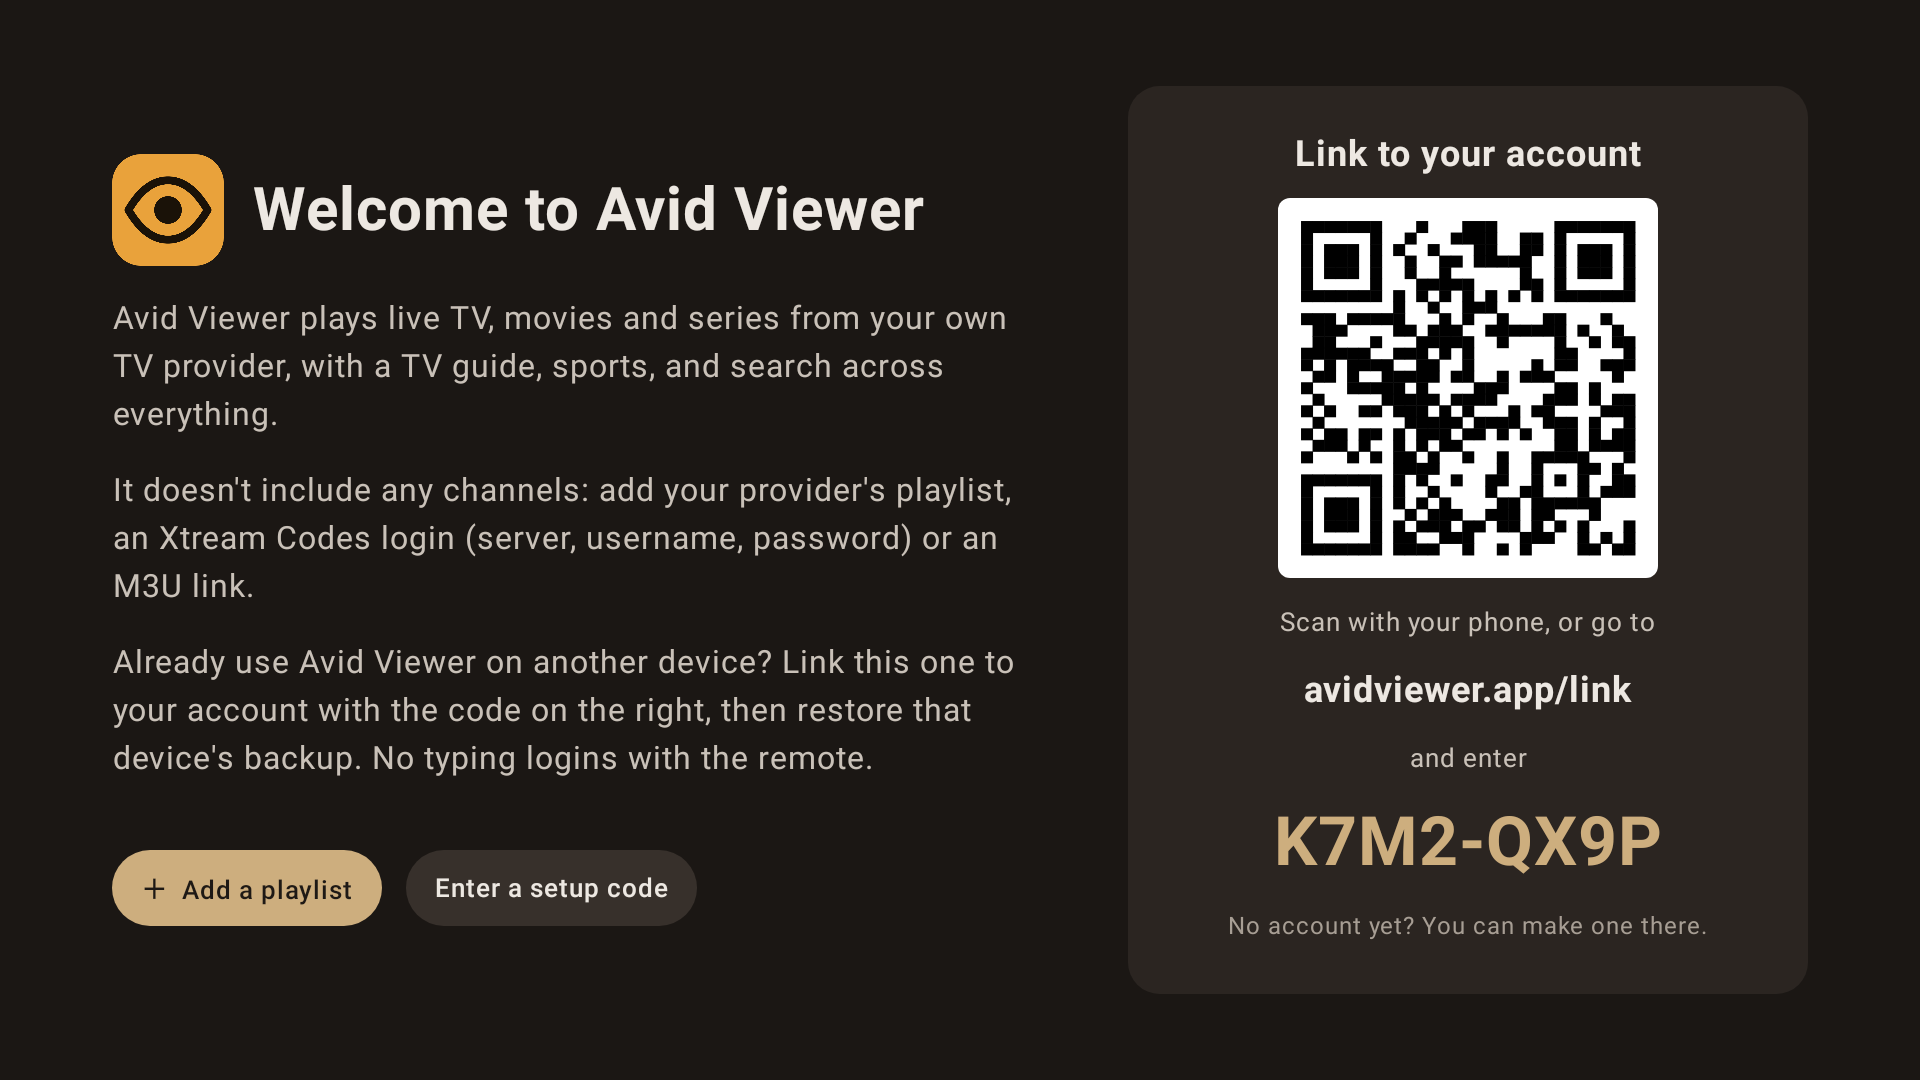 Welcome to Avid Viewer
Avid Viewer plays live TV, movies and series from your own
TV provider, with a TV guide, sports, and search across
everything.
It doesn't include any channels: add your provider's playlist,
an Xtream Codes login (server, username, password) or an
M3U link.
Already use Avid Viewer on another device? Link this one to
your account with the code on the right, then restore that
device's backup. No typing logins with the remote.
+ Add a playlist
Enter a setup code
Link to your account
Scan with your phone, or go to
avidviewer.app/link
and enter
K7M2-QX9P
No account yet? You can make one there.